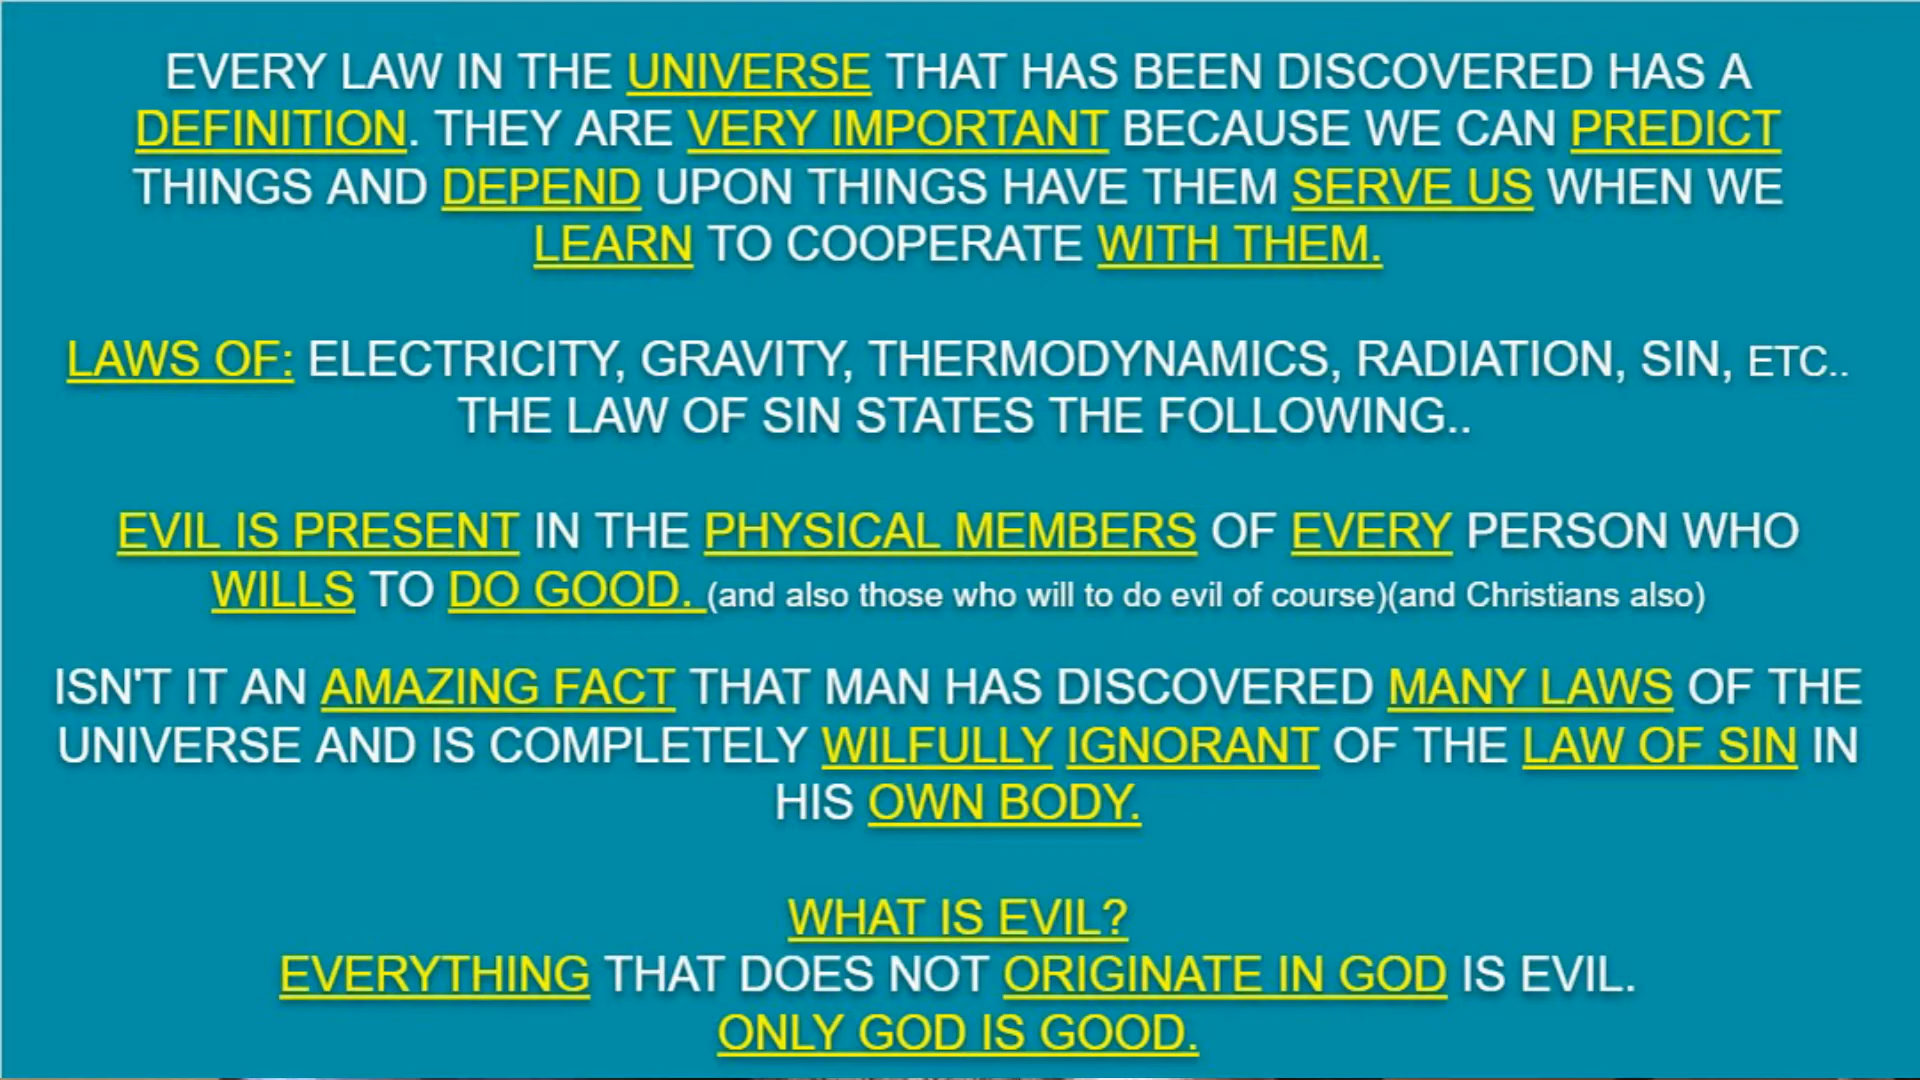 EVERY LAW IN THE UNIVERSE THAT HAS BEEN DISCOVERED HAS A
DEFINITION. THEY ARE VERY IMPORTANT BECAUSE WE CAN PREDICT
THINGS AND DEPEND UPON THINGS HAVE THEM SERVE US WHEN WE
LEARN TO COOPERATE WITH THEM.
LAWS OF: ELECTRICITY, GRAVITY, THERMODYNAMICS, RADIATION, SIN, ETC..
THE LAW OF SIN STATES THE FOLLOWING..
EVIL IS PRESENT IN THE PHYSICAL MEMBERS OF EVERY PERSON WHO
WILLS TO DO GOOD. (and also those who will to do evil of course)(and Christians also)
ISN'T IT AN AMAZING FACT THAT MAN HAS DISCOVERED MANY LAWS OF THE
UNIVERSE AND IS COMPLETELY WILFULLY IGNORANT OF THE LAW OF SIN IN
HIS OWN BODY.
WHAT IS EVIL?
EVERYTHING THAT DOES NOT ORIGINATE IN GOD IS EVIL.
ONLY GOD IS GOOD.